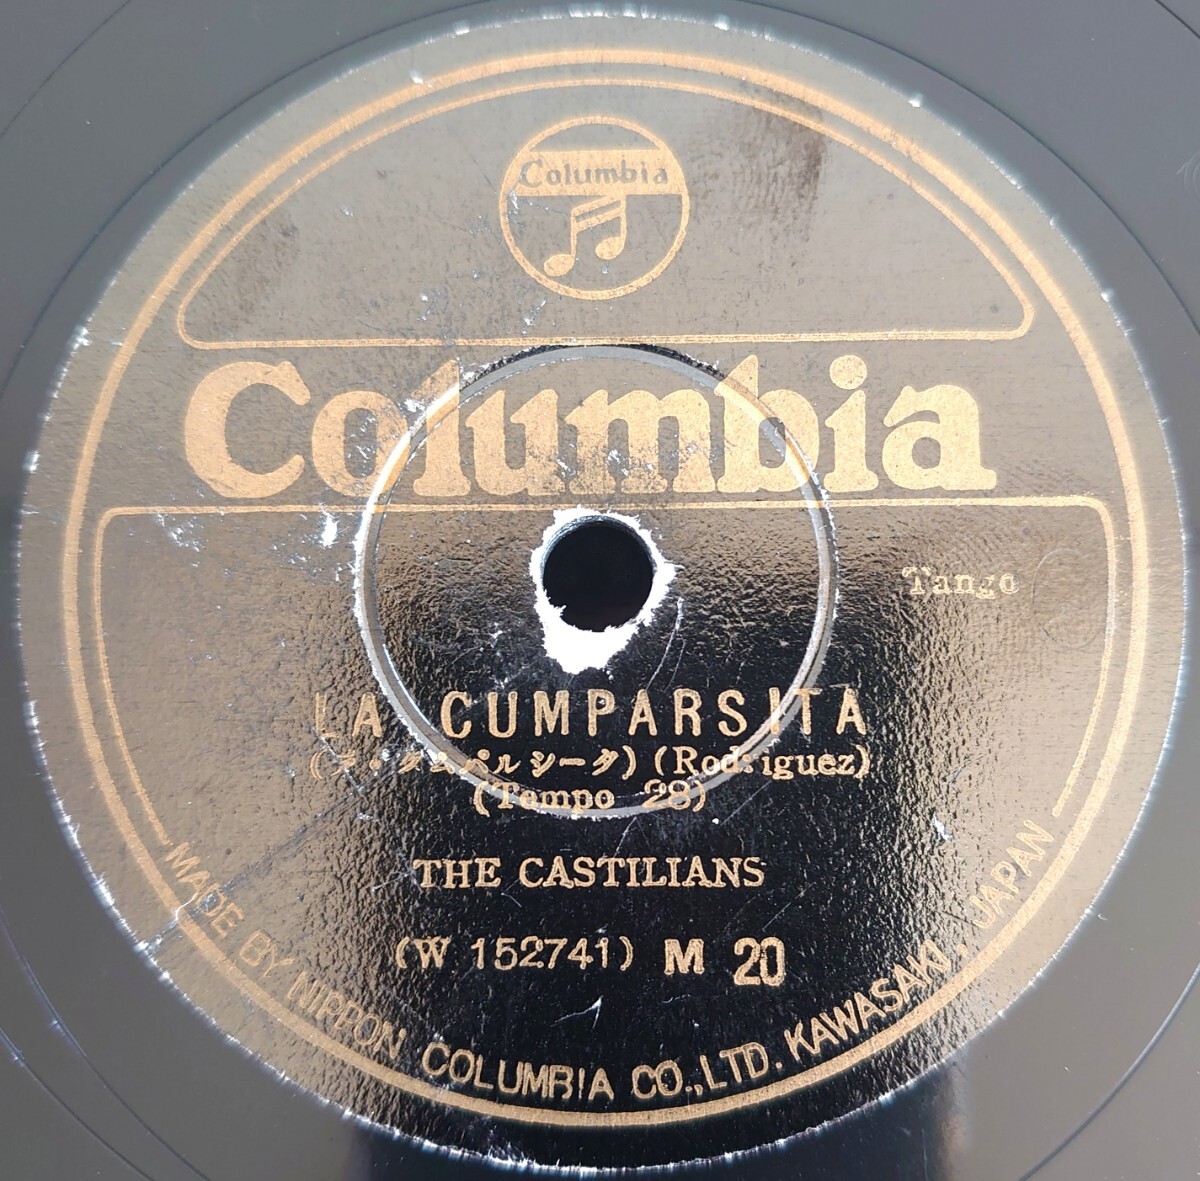 Columbia
Columbia
Tango
LA CUMPARSITA
(ラ・クムパルシータ) (Rodriguez)
(Tempo 28)
THE CASTILIANS
(W 152741) M 20
MADE BY NIPPON COLUMBIA CO., LTD. KAWASAKI, JAPAN